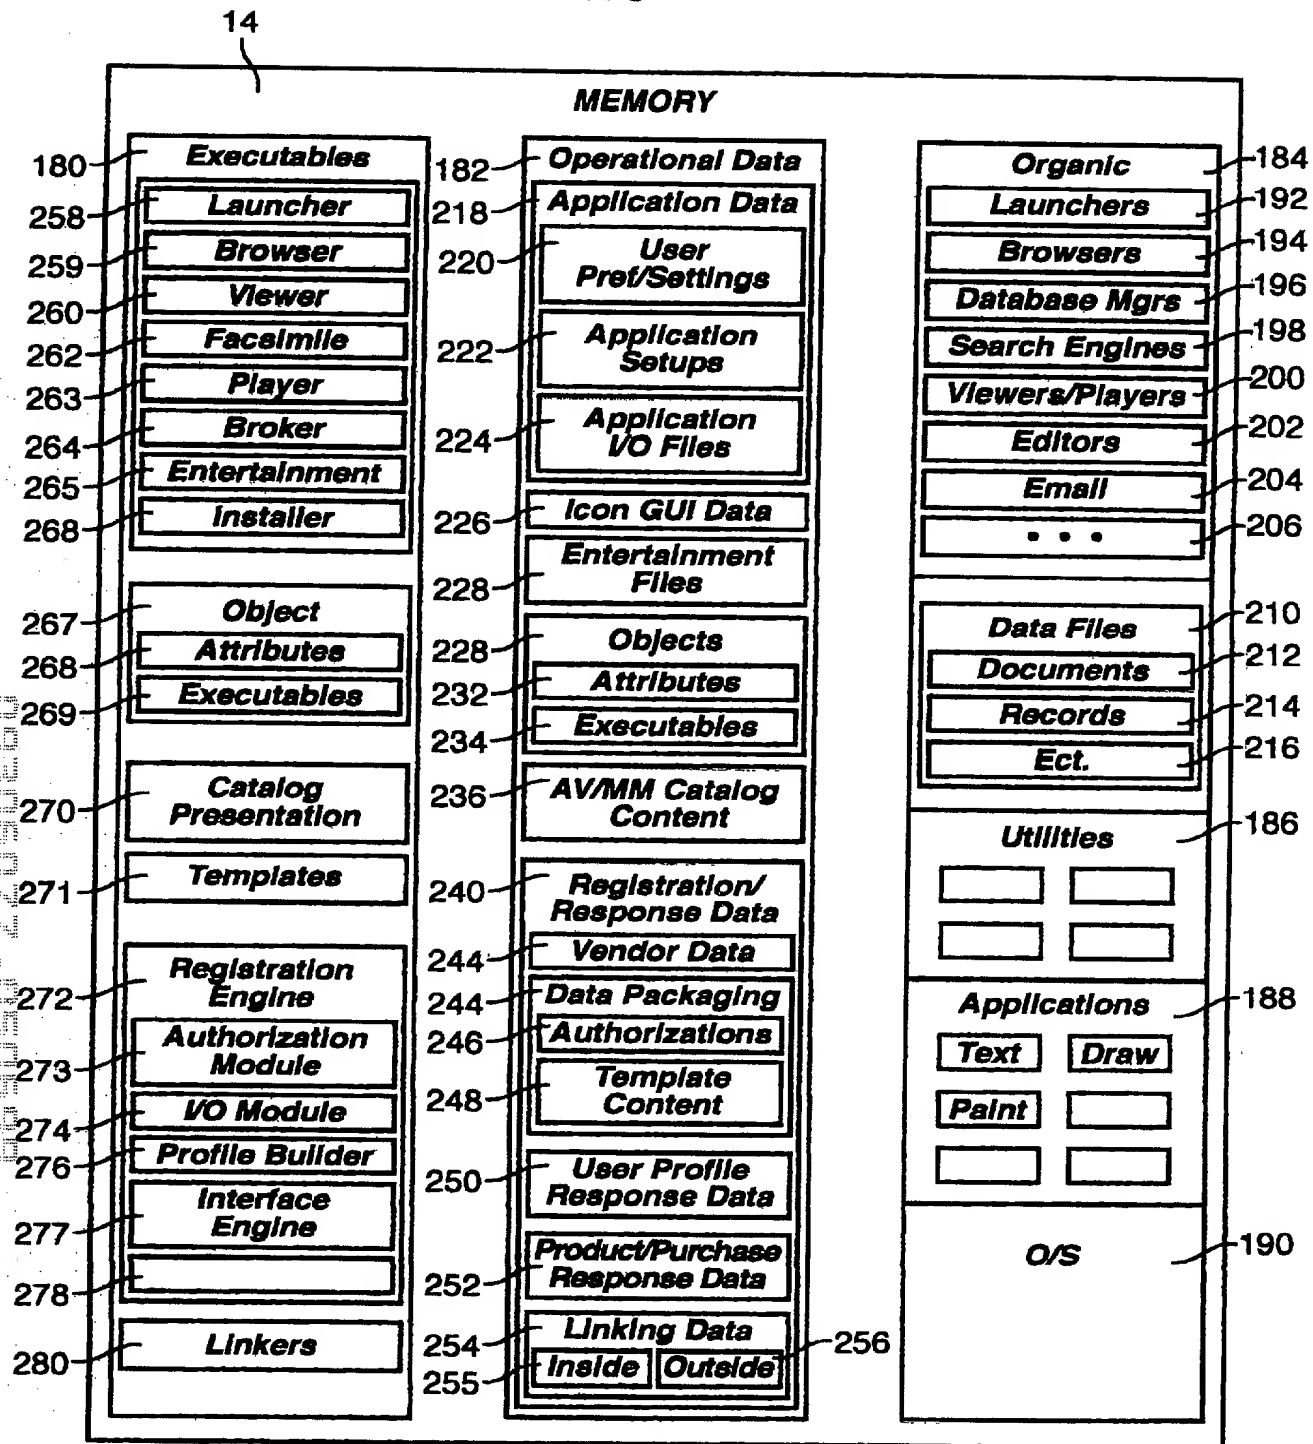 14
MEMORY
180
Executables
258
Launcher
259
Browser
260
Viewer
262
Facsimile
263
Player
264
Broker
265
Entertainment
268
Installer
267
Object
268
Attributes
269
Executables
270
Catalog
Presentation
271
Templates
272
Registration
Engine
273
Authorization
Module
274
I/O Module
276
Profile Builder
277
Interface
Engine
278
280
Linkers
182
Operational Data
218
Application Data
220
User
Pref/Settings
222
Application
Setups
224
Application
I/O Files
226
Icon GUI Data
228
Entertainment
Files
228
Objects
232
Attributes
234
Executables
236
AV/MM Catalog
Content
240
Registration/
Response Data
244
Vendor Data
244
Data Packaging
246
Authorizations
248
Template
Content
250
User Profile
Response Data
252
Product/Purchase
Response Data
254
Linking Data
255
Inside
Outside
256
Organic
184
Launchers
192
Browsers
194
Database Mgrs
196
Search Engines
198
Viewers/Players
200
Editors
202
Email
204
• • •
206
Data Files
210
Documents
212
Records
214
Ect.
216
Utilities
186
Applications
188
Text
Draw
Paint
O/S
190